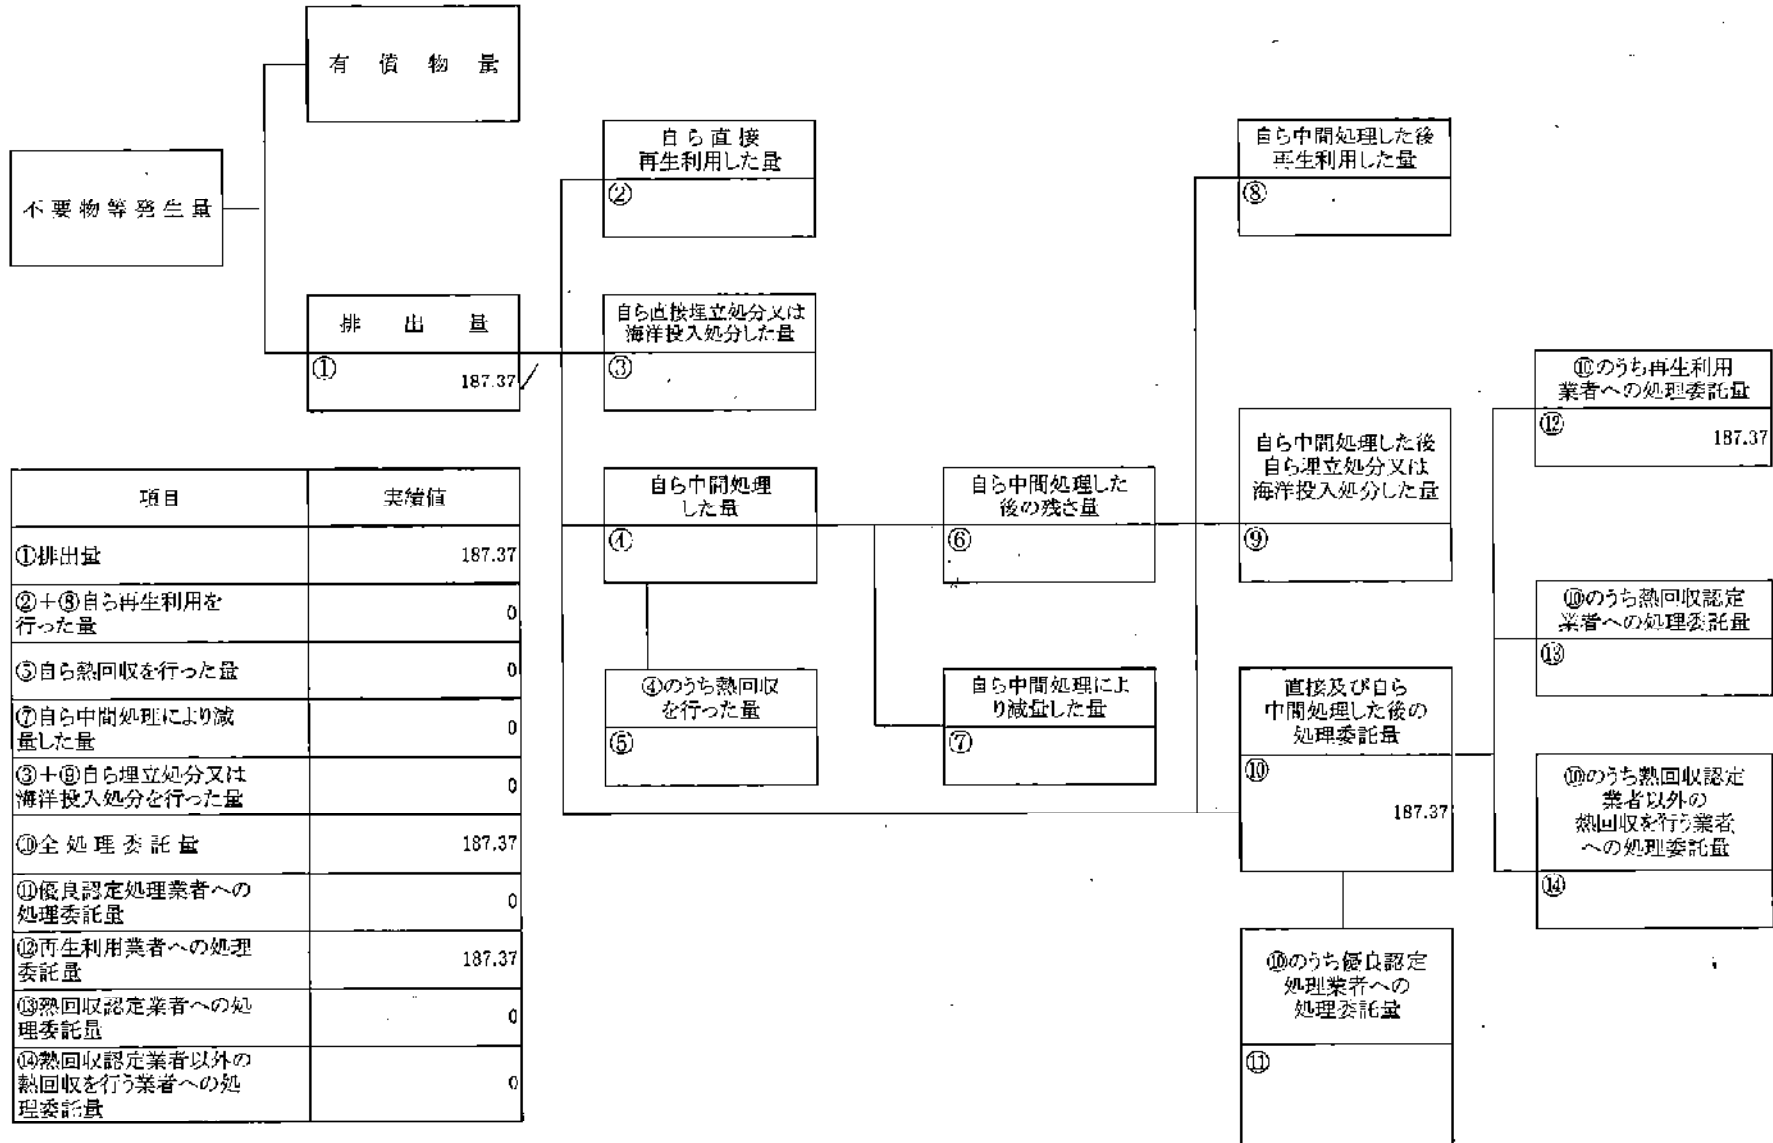 有償物量
不要物等発生量
排出量
①
187.37
自ら直接
再生利用した量
②
自ら直接埋立処分又は
海洋投入処分した量
③
自ら中間処理
した量
④
④のうち熱回収
を行った量
⑤
自ら中間処理した
後の残さ量
⑥
自ら中間処理によ
り減量した量
⑦
自ら中間処理した後
再生利用した量
⑧
自ら中間処理した後
自ら埋立処分又は
海洋投入処分した量
⑨
直接及び自ら
中間処理した後の
処理委託量
⑩
187.37
⑩のうち優良認定
処理業者への
処理委託量
⑪
⑩のうち再生利用
業者への処理委託量
⑫
187.37
⑩のうち熱回収認定
業者への処理委託量
⑬
⑩のうち熱回収認定
業者以外の
熱回収を行う業者
への処理委託量
⑭
項目 実績値
①排出量 187.37
②+⑧自ら再生利用を
行った量 0
⑤自ら熱回収を行った量 0
⑦自ら中間処理により減
量した量 0
③+⑨自ら埋立処分又は
海洋投入処分を行った量 0
⑩全処理委託量 187.37
⑪優良認定処理業者への
処理委託量 0
⑫再生利用業者への処理
委託量 187.37
⑬熱回収認定業者への処
理委託量 0
⑭熱回収認定業者以外の
熱回収を行う業者への処
理委託量 0